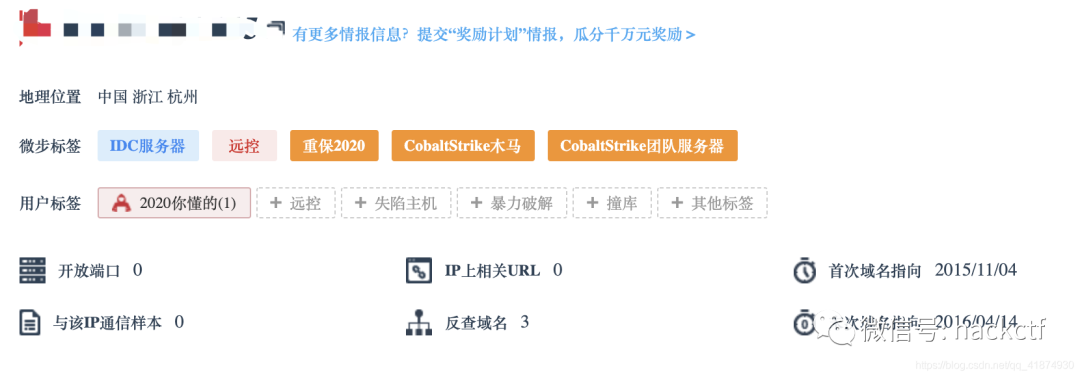 有更多情报信息？提交“奖励计划”情报，瓜分千万元奖励 >
地理位置 中国 浙江 杭州
微步标签 IDC服务器 远控 重保2020 CobaltStrike木马 CobaltStrike团队服务器
用户标签 2020你懂的(1) + 远控 + 失陷主机 + 暴力破解 + 撞库 + 其他标签
开放端口 0 IP上相关URL 0 首次域名指向 2015/11/04
与该IP通信样本 0 反查域名 3 2016/04/14
微信号: hackctf
https://blog.csdn.net/qq_41874930